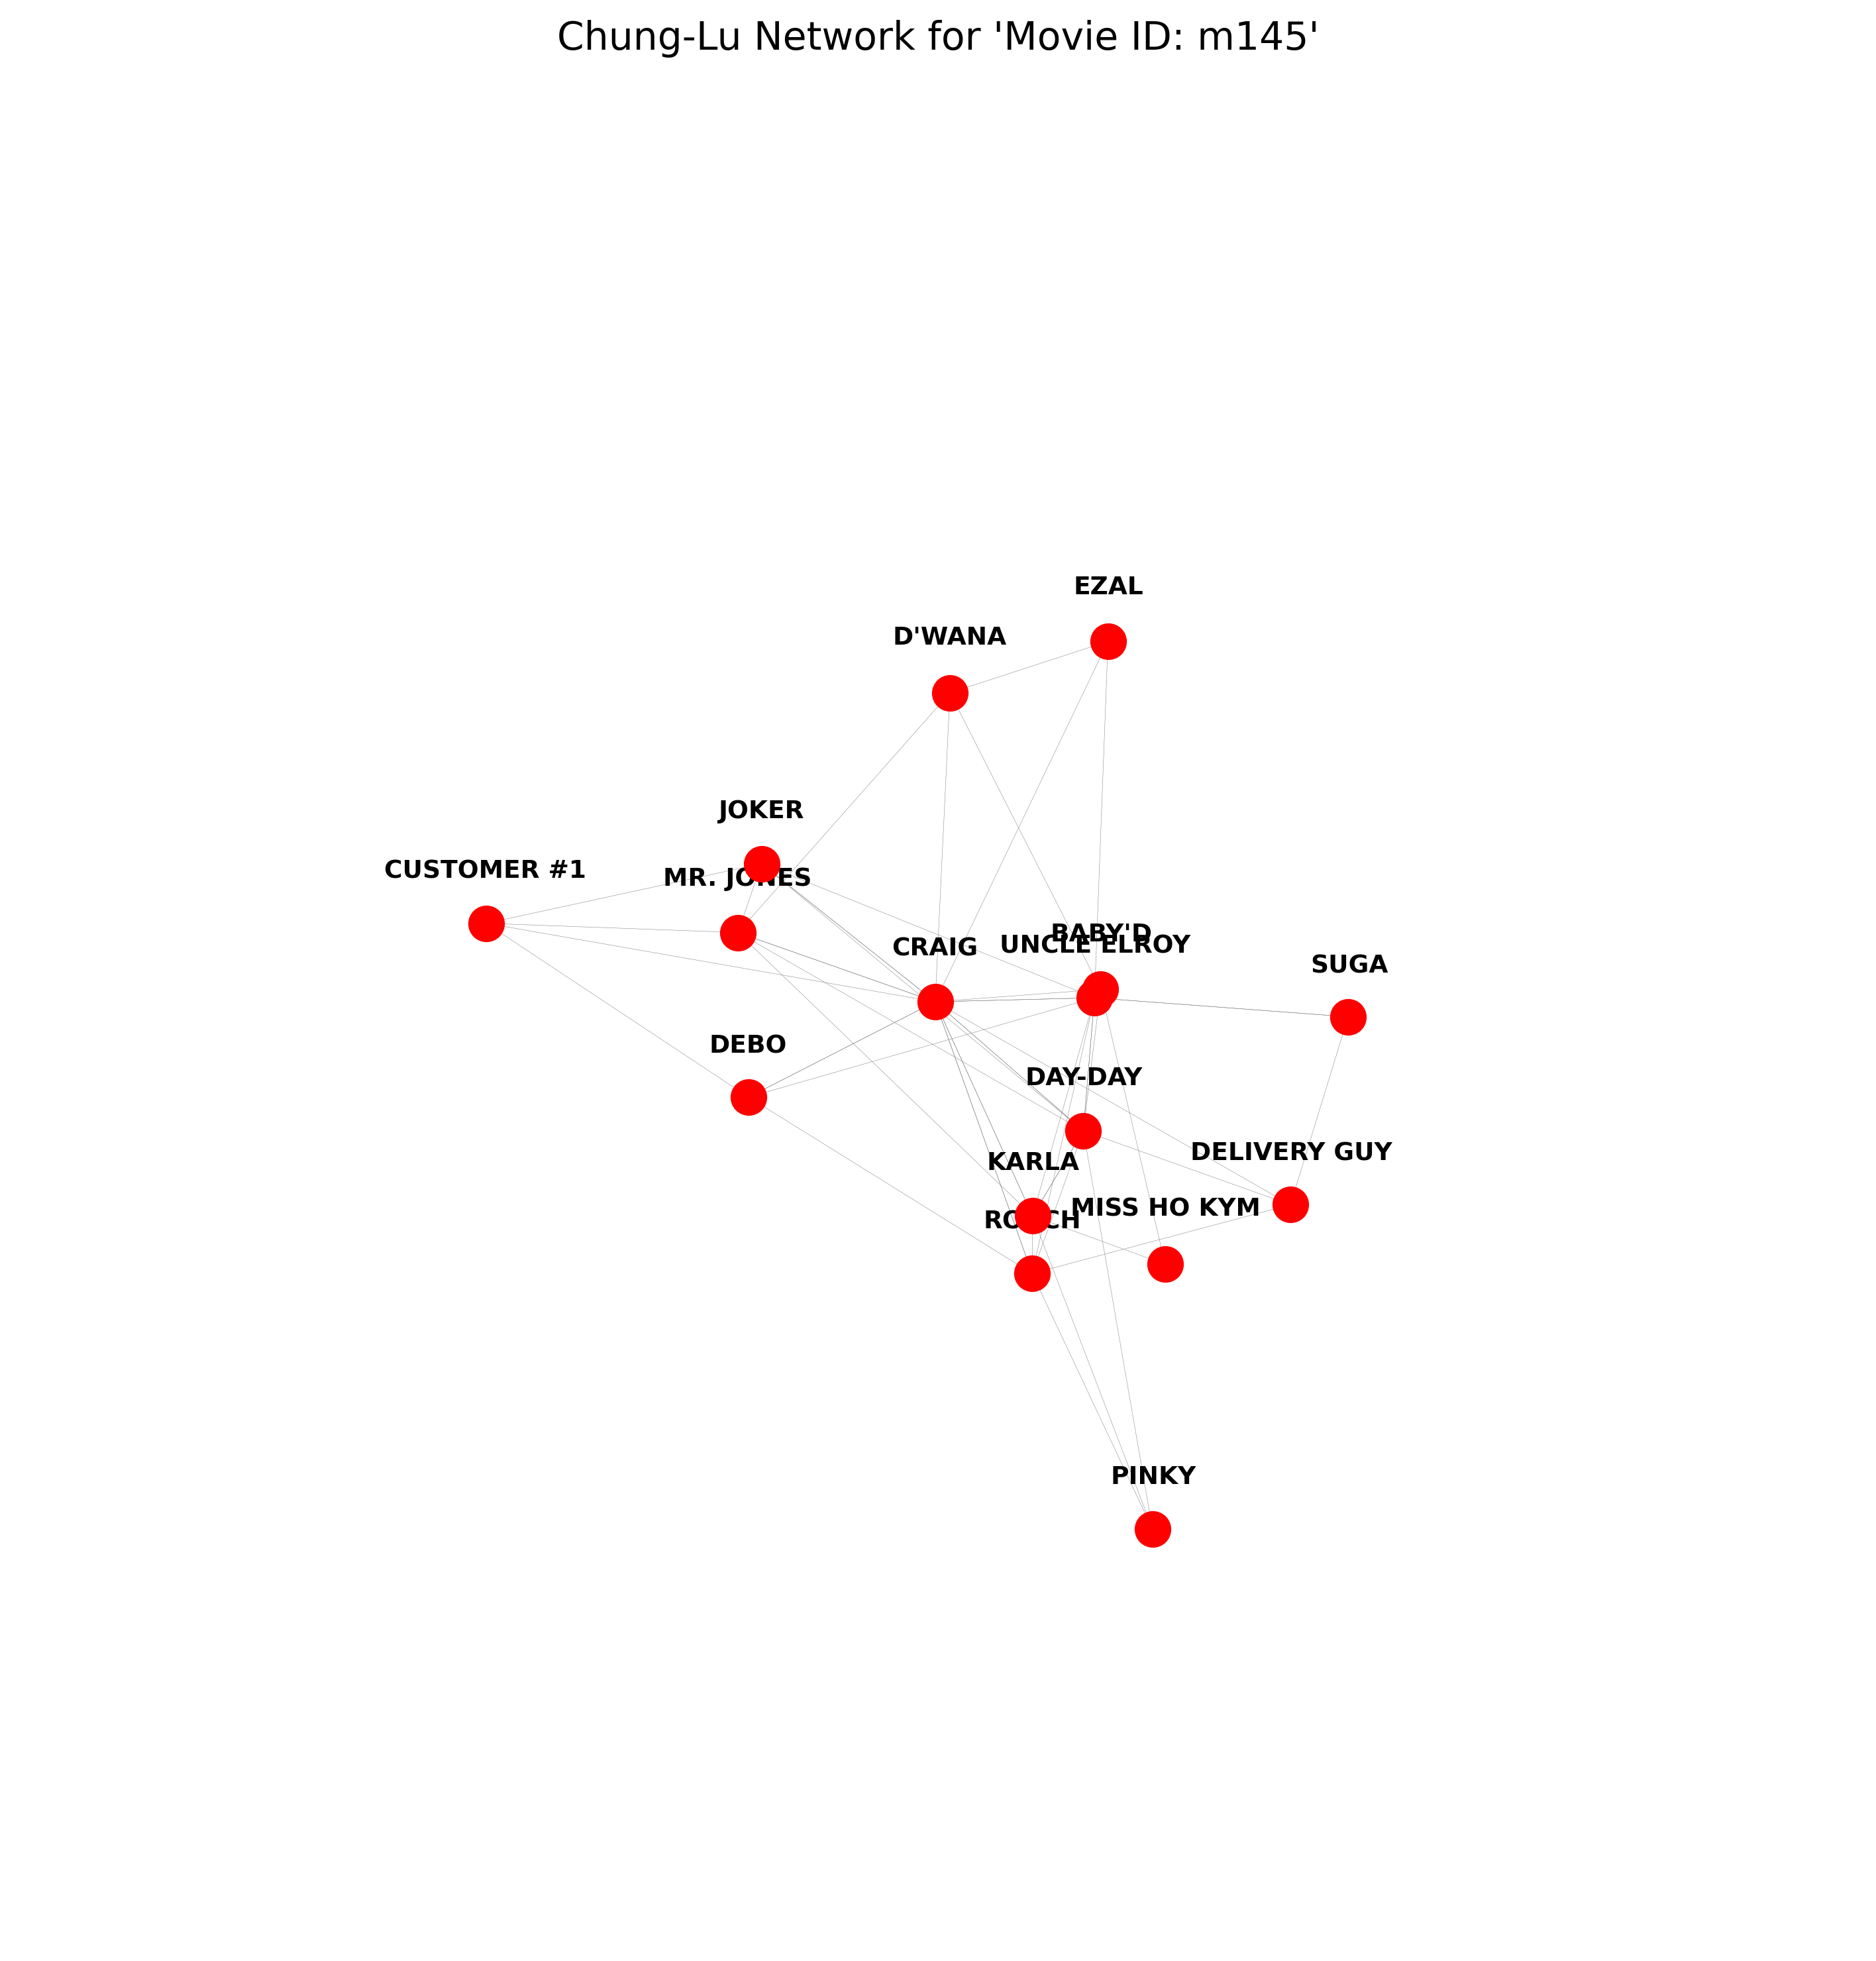 Chung-Lu Network for 'Movie ID: m145'
EZAL
D'WANA
JOKER
CUSTOMER #1
MR. JONES
BABY'D
CRAIG
UNCLE ELROY
SUGA
DEBO
DAY-DAY
DELIVERY GUY
KARLA
MISS HO KYM
PINKY